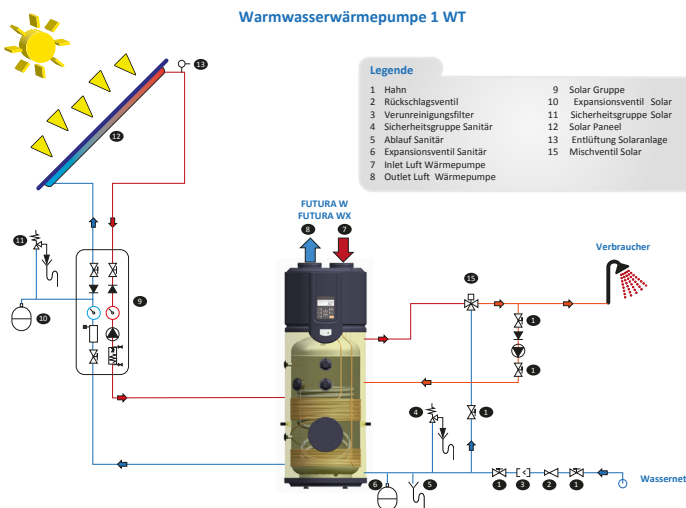 Warmwasserwärmepumpe 1 WT
13
Legende
1 Hahn
2 Rückschlagsventil
3 Verunreinigungsfilter
4 Sicherheitsgruppe Sanitär
5 Ablauf Sanitär
6 Expansionsventil Sanitär
7 Inlet Luft Wärmepumpe
8 Outlet Luft Wärmepumpe
9 Solar Gruppe
10 Expansionsventil Solar
11 Sicherheitsgruppe Solar
12 Solar Paneel
13 Entlüftung Solaranlage
15 Mischventil Solar
12
FUTURA W
FUTURA WX
8 7
11
Verbraucher
15
9
10
1
1
4
1
Wassernet
6 5 1 3 2 1